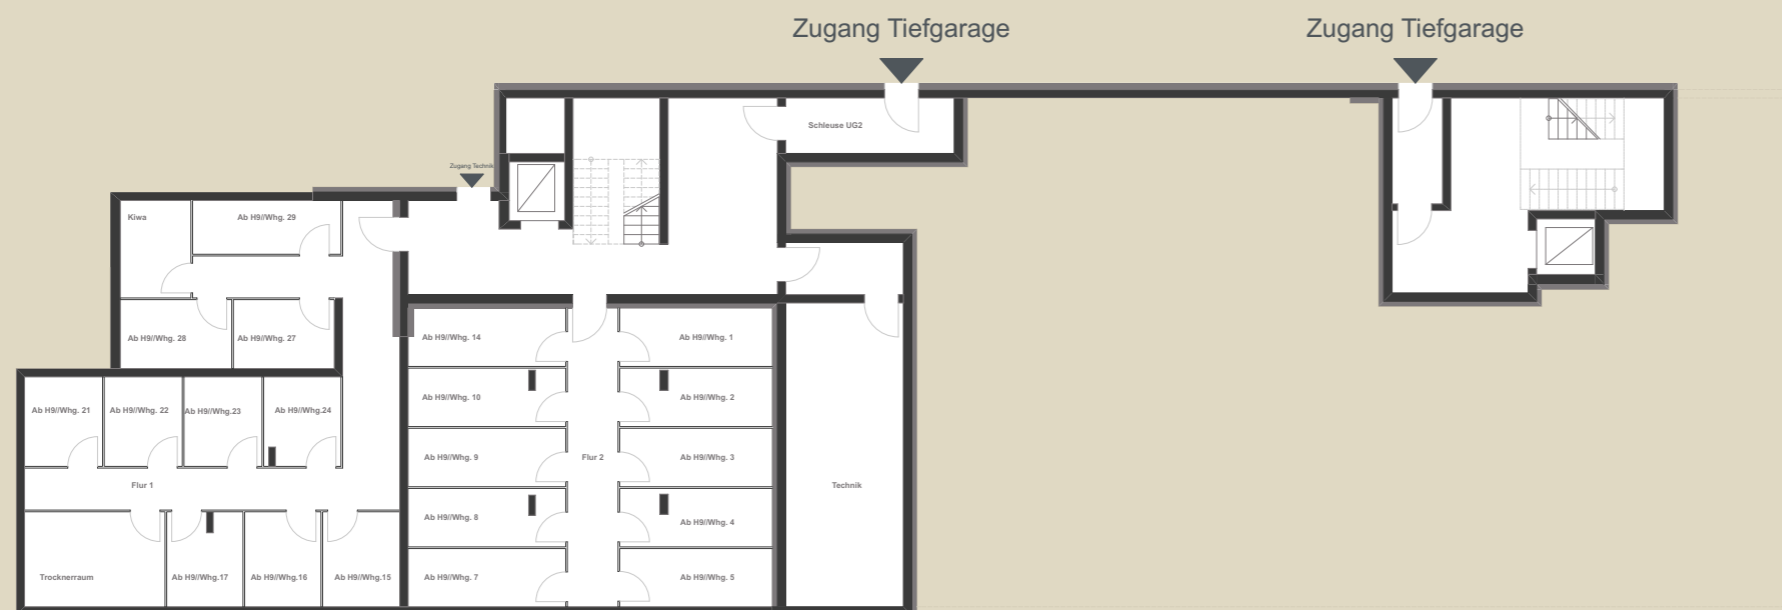 Zugang Tiefgarage
Zugang Tiefgarage
Schleuse UG2
Zugang Technik
Kiwa
Ab H9//Whg. 29
Ab H9//Whg. 28
Ab H9//Whg. 27
Ab H9//Whg. 14
Ab H9//Whg. 1
Ab H9//Whg. 10
Ab H9//Whg. 2
Ab H9//Whg. 21
Ab H9//Whg. 22
Ab H9//Whg.23
Ab H9//Whg.24
Ab H9//Whg. 9
Flur 2
Ab H9//Whg. 3
Flur 1
Technik
Ab H9//Whg. 8
Ab H9//Whg. 4
Trocknerraum
Ab H9//Whg.17
Ab H9//Whg.16
Ab H9//Whg.15
Ab H9//Whg. 7
Ab H9//Whg. 5